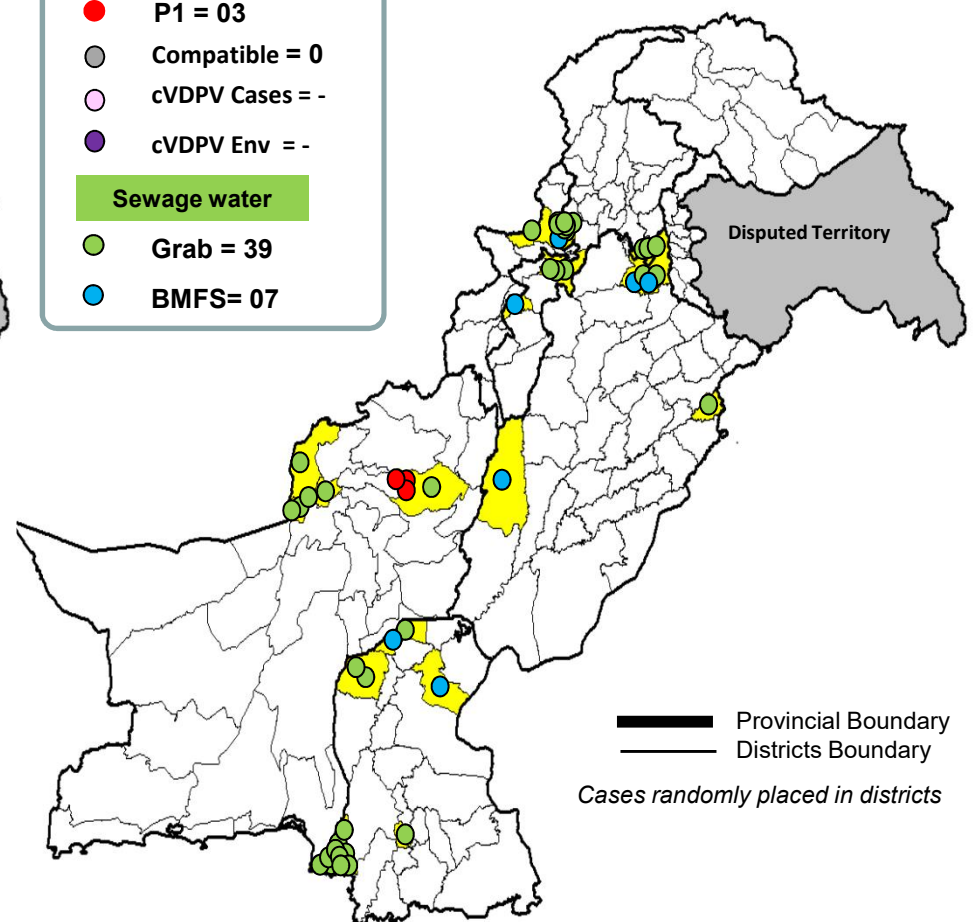 P1 = 03
Compatible = 0
cVDPV Cases = -
cVDPV Env = -
Sewage water
Grab = 39
BMFS= 07
Disputed Territory
Provincial Boundary
Districts Boundary
Cases randomly placed in districts